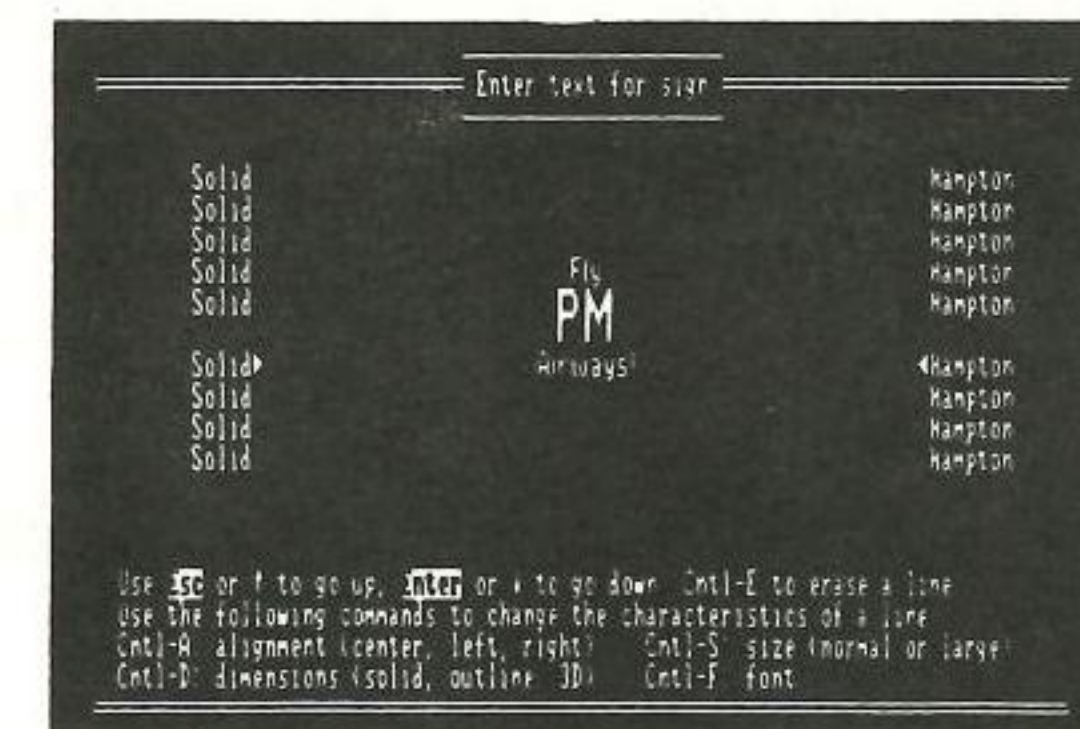 Enter text for sign
Solid Hampton
Solid Hampton
Solid Hampton
Solid Fly Hampton
Solid PM Hampton
Solid Airways! Hampton
Solid Hampton
Solid Hampton
Solid Hampton
Use Esc or ↑ to go up, Enter or ↓ to go down Cntl-E to erase a line
Use the following commands to change the characteristics of a line
Cntl-A alignment (center, left, right) Cntl-S size (normal or large)
Cntl-D: dimensions (solid, outline 3D) Cntl-F font